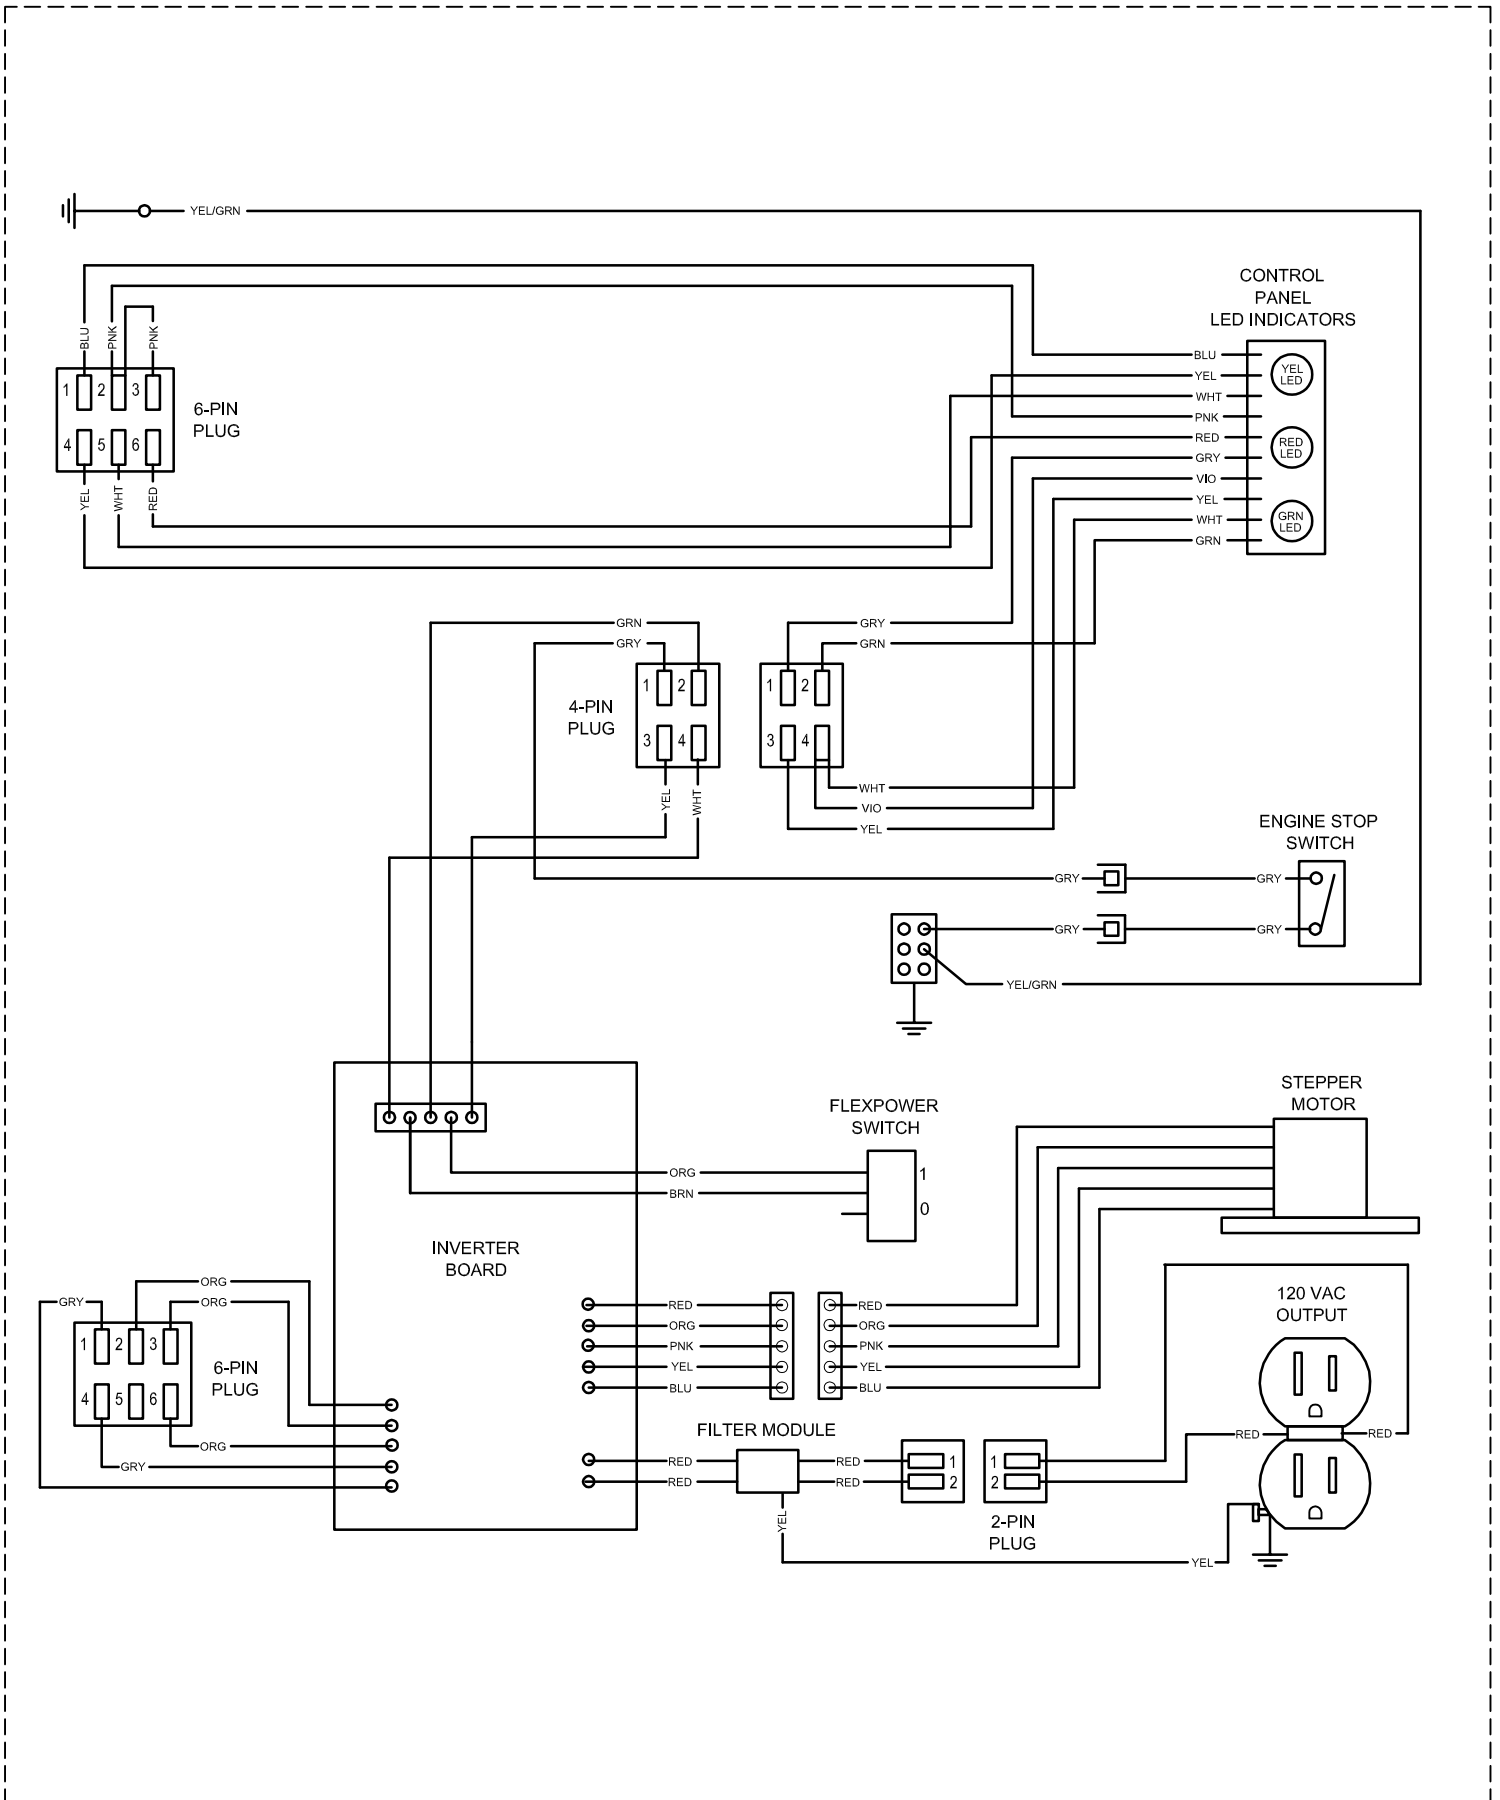 YEL/GRN
CONTROL
PANEL
LED INDICATORS
BLU
PNK
PNK
1 2 3
4 5 6
6-PIN
PLUG
YEL
WHT
RED
BLU
YEL
WHT
PNK
RED
GRY
VIO
YEL
WHT
GRN
YEL
LED
RED
LED
GRN
LED
GRN
GRY
4-PIN
PLUG
1 2
3 4
YEL
WHT
GRY
GRN
1 2
3 4
WHT
VIO
YEL
ENGINE STOP
SWITCH
GRY
GRY
GRY
GRY
YEL/GRN
FLEXPOWER
SWITCH
1
0
ORG
BRN
STEPPER
MOTOR
INVERTER
BOARD
ORG
GRY
ORG
1 2 3
4 5 6
6-PIN
PLUG
ORG
GRY
RED
ORG
PNK
YEL
BLU
RED
ORG
PNK
YEL
BLU
120 VAC
OUTPUT
FILTER MODULE
RED
RED
RED
RED
1
2
1
2
2-PIN
PLUG
RED
RED
YEL
YEL